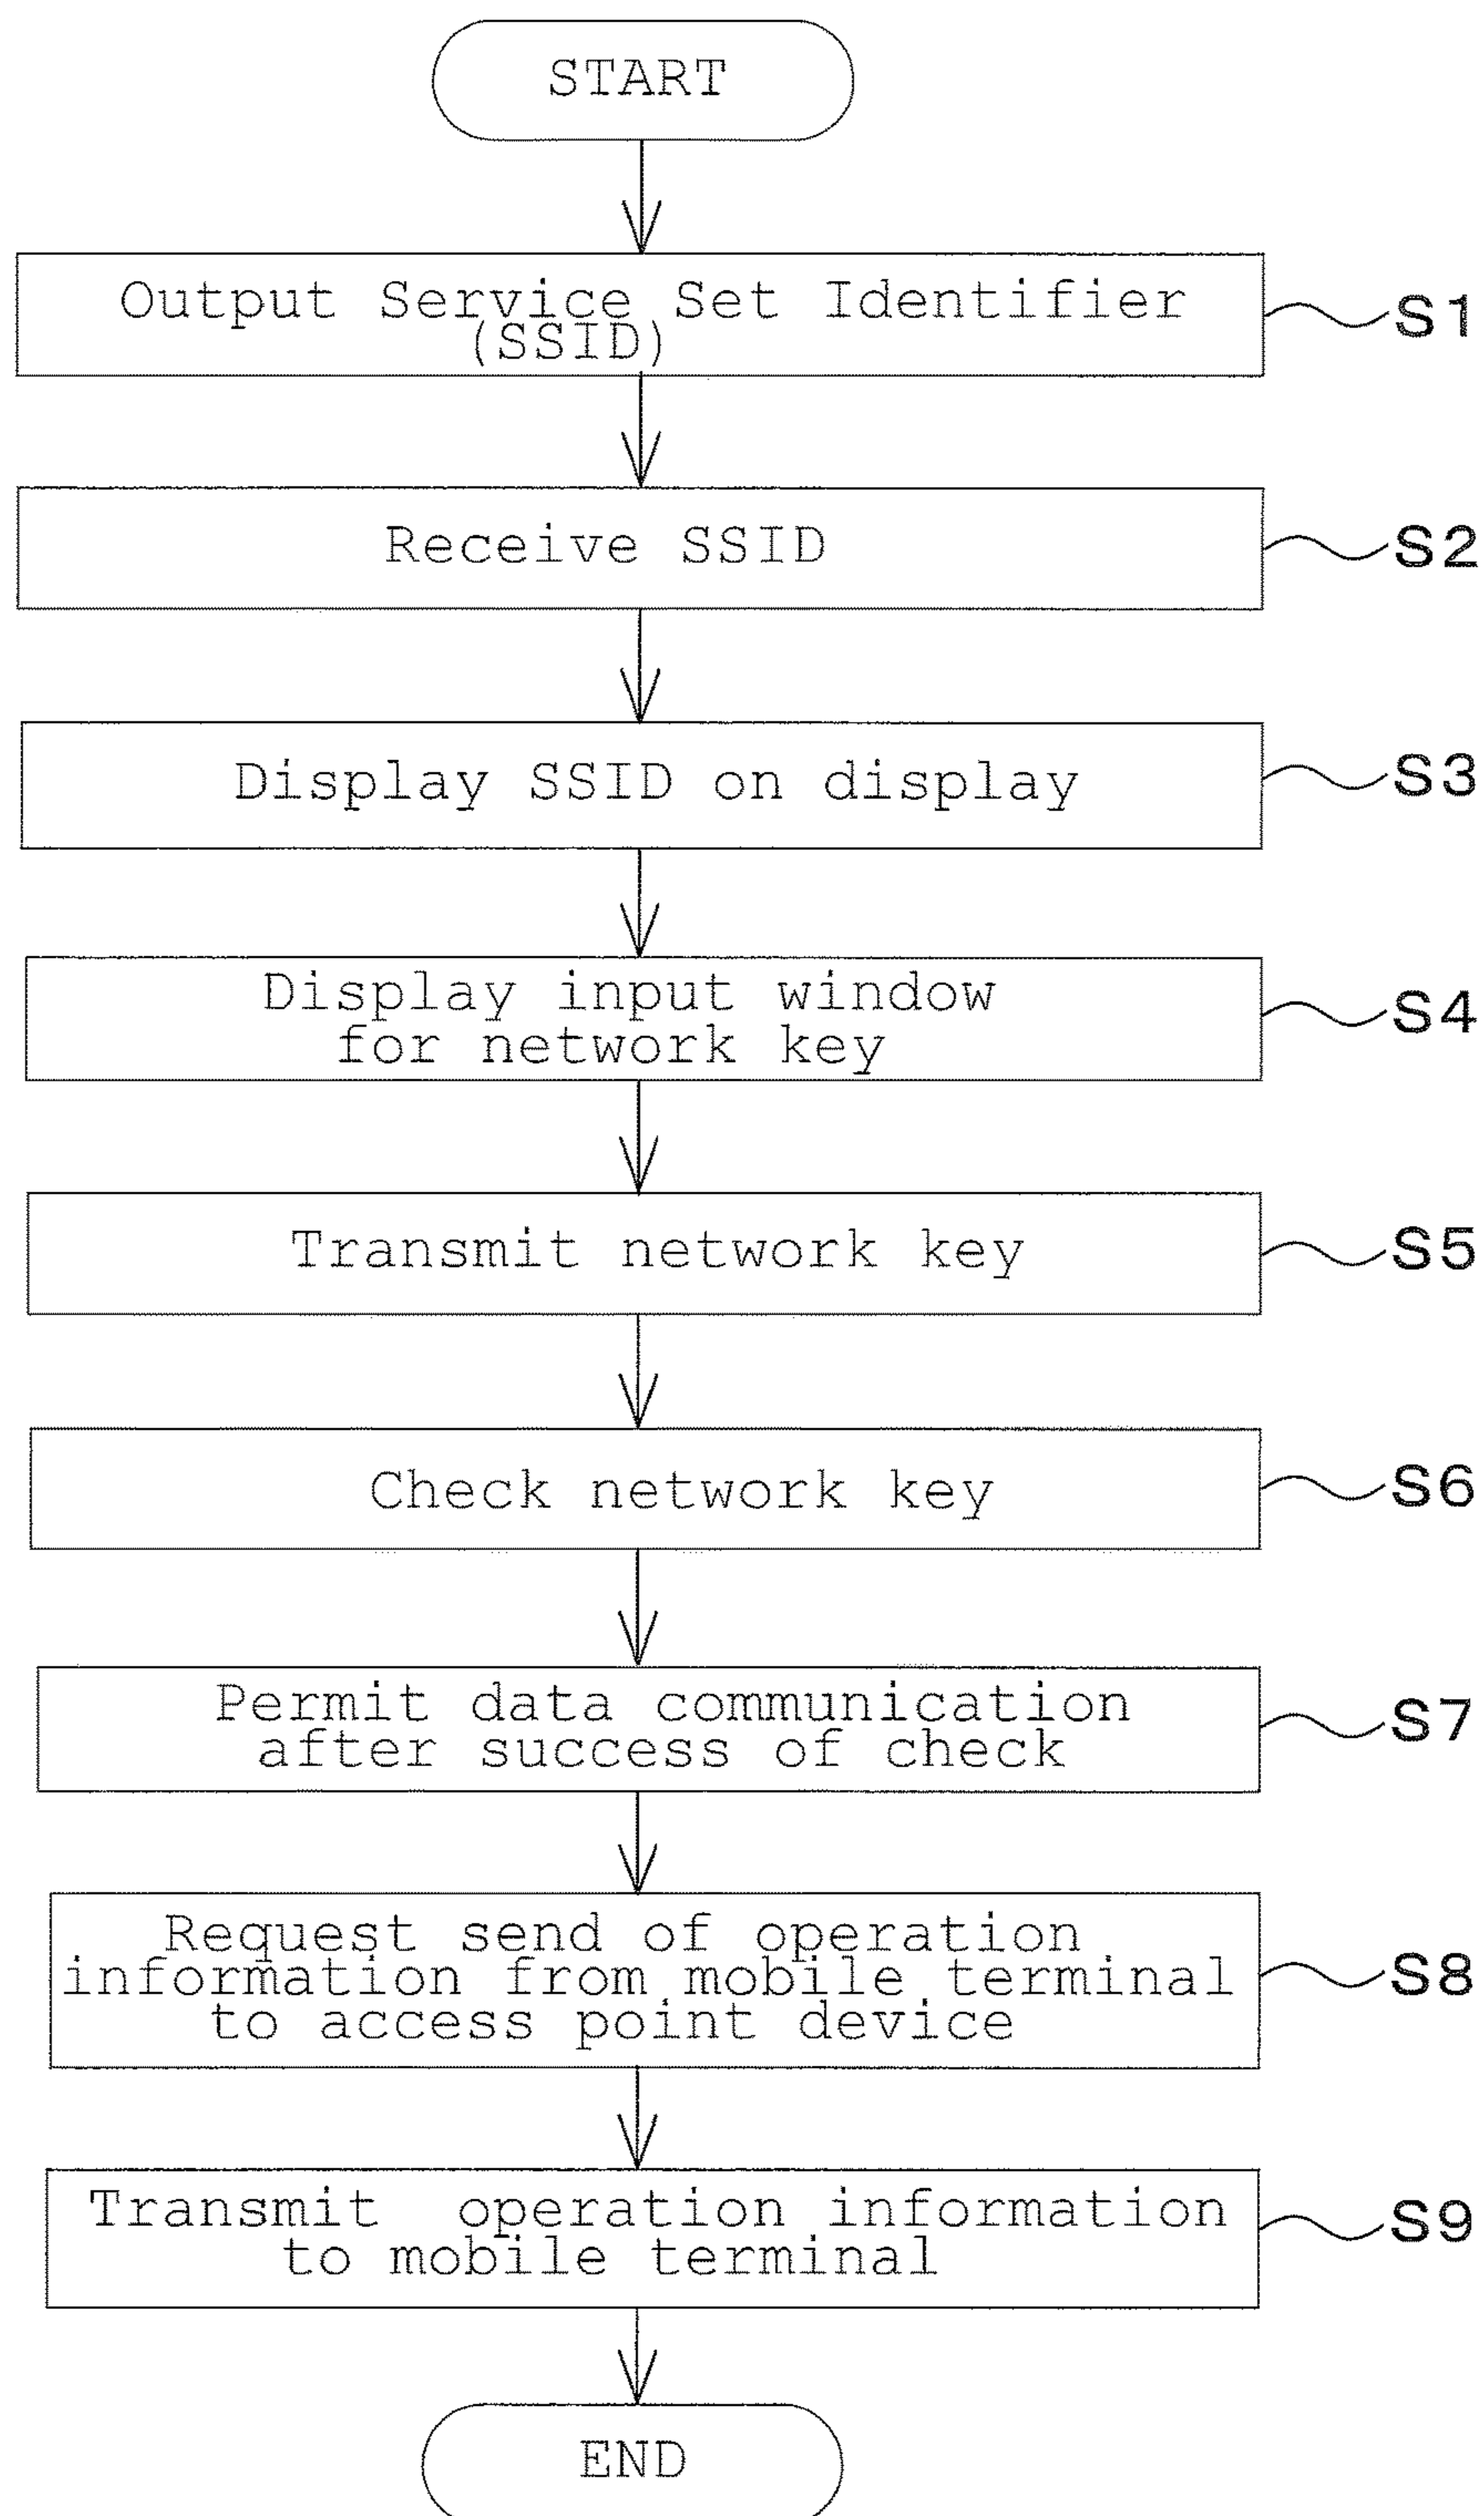 START
Output Service Set Identifier
(SSID)
S1
Receive SSID
S2
Display SSID on display
S3
Display input window
for network key
S4
Transmit network key
S5
Check network key
S6
Permit data communication
after success of check
S7
Request send of operation
information from mobile terminal
to access point device
S8
Transmit operation information
to mobile terminal
S9
END